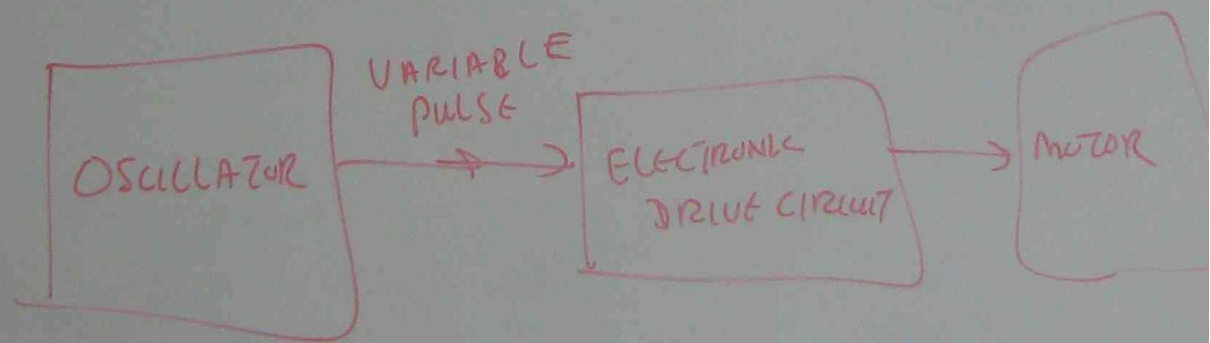 OSCILLATOR
VARIABLE
PULSE
ELECTRONIC
DRIVE CIRCUIT
MOTOR